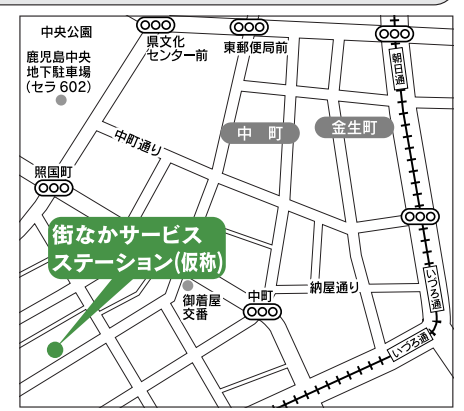 中央公園
鹿児島中央
地下駐車場
(セラ602)
県文化
センター前
東郵便局前
朝日通
中町通り
中 町
金生町
照国町
街なかサービス
ステーション(仮称)
御着屋
交番
中町
納屋通り
いづろ通
いづろ通